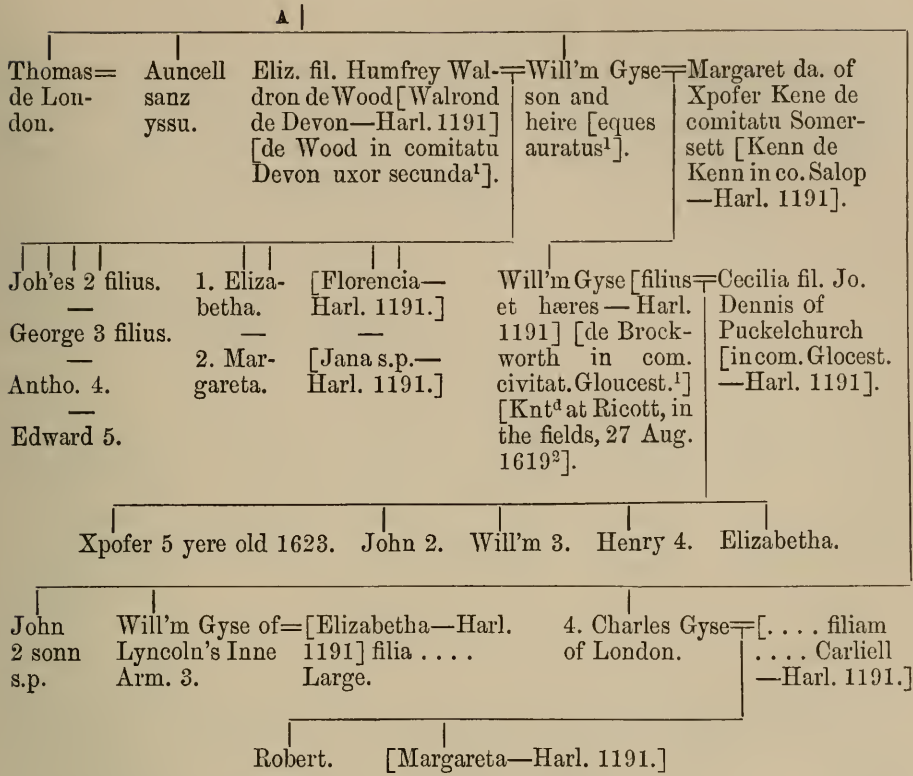 A
Thomas=
de Lon-
don.
Auncell
sanz
yssu.
Eliz. fil. Humfrey Wal-
dron de Wood [Walrond
de Devon—Harl. 1191]
[de Wood in comitatu
Devon uxor secunda¹].
=Will'm Gyse=
son and
heire [eques
auratus¹].
Margaret da. of
Xpofer Kene de
comitatu Somer-
sett [Kenn de
Kenn in co. Salop
—Harl. 1191].
Joh'es 2 filius.
—
George 3 filius.
—
Antho. 4.
—
Edward 5.
1. Eliza-
betha.
—
2. Mar-
gareta.
[Florencia—
Harl. 1191.]
—
[Jana s.p.—
Harl. 1191.]
Will'm Gyse [filius=
et hæres—Harl.
1191] [de Brock-
worth in com.
civitat. Gloucest.¹]
[Kntᵈ at Ricott, in
the fields, 27 Aug.
1619²].
Cecilia fil. Jo.
Dennis of
Puckelchurch
[in com. Glocest.
—Harl. 1191].
Xpofer 5 yere old 1623. John 2. Will'm 3. Henry 4. Elizabetha.
John
2 sonn
s.p.
Will'm Gyse of=
Lyncoln's Inne
Arm. 3.
[Elizabetha—Harl.
1191] filia . . . .
Large.
4. Charles Gyse=
of London.
[. . . . filiam
. . . . Carliell
—Harl. 1191.]
Robert. [Margareta—Harl. 1191.]